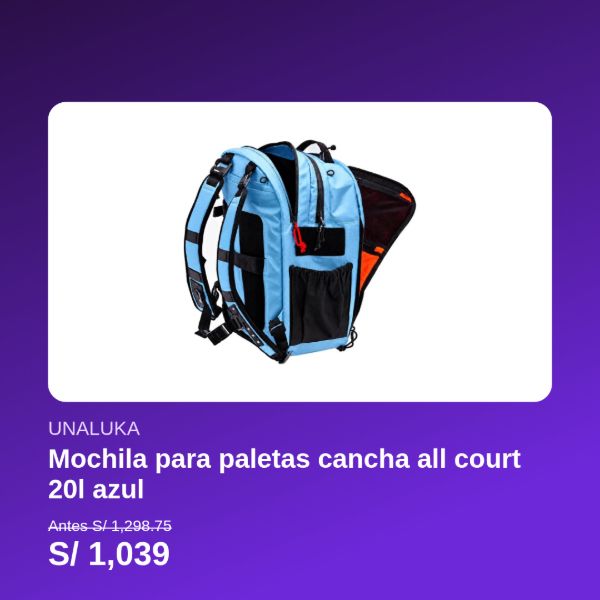 UNALUKA
Mochila para paletas cancha all court
20l azul
Antes S/ 1,298.75
S/ 1,039